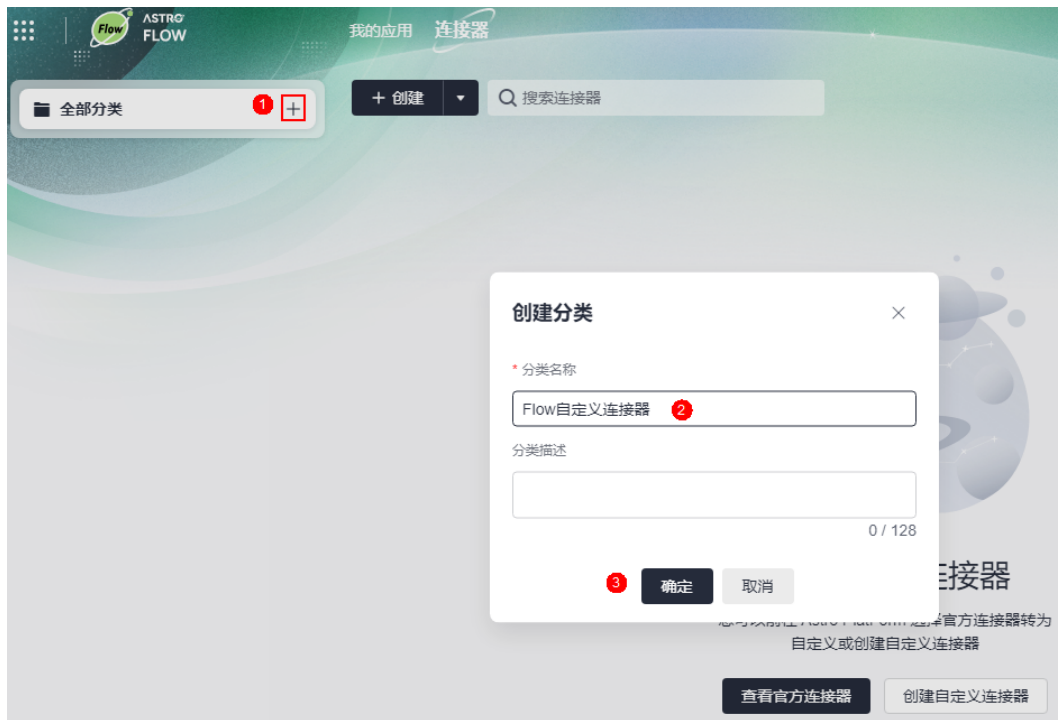 Flow
ASTRO
FLOW
我的应用 连接器
全部分类 1 +
+ 创建
搜索连接器
创建分类
* 分类名称
Flow自定义连接器 2
分类描述
0 / 128
3 确定 取消
接器
自定义或创建自定义连接器
查看官方连接器 创建自定义连接器